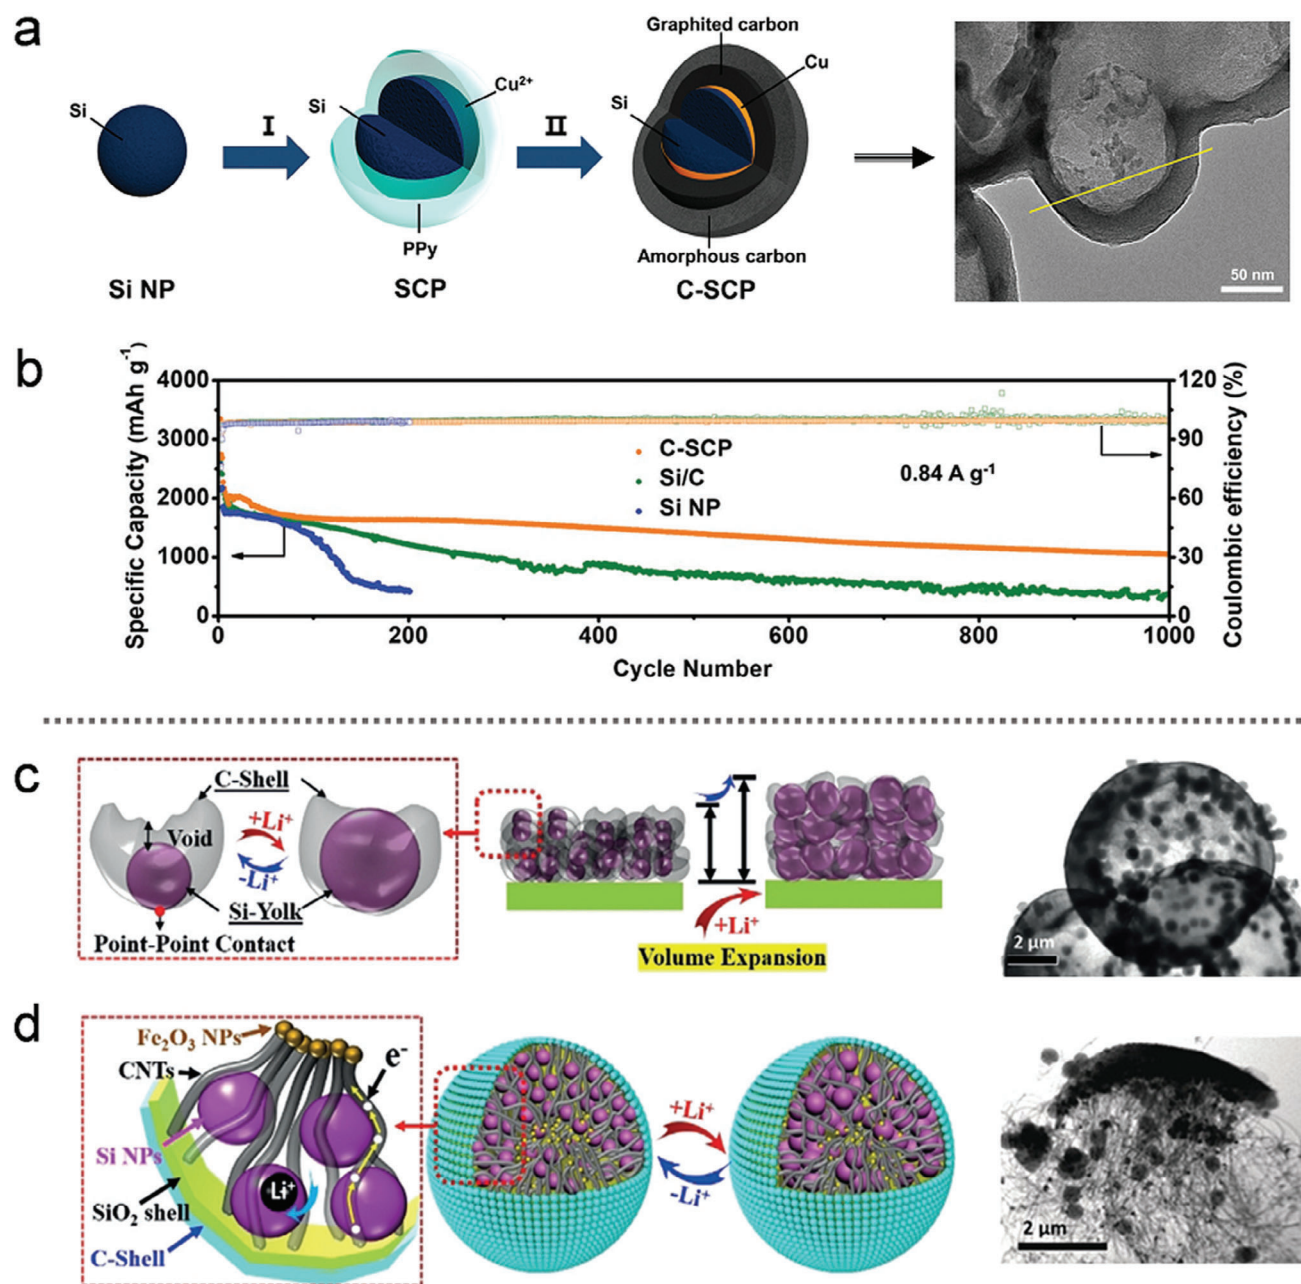 a
Si
I
Si
Cu²⁺
PPy
II
Graphited carbon
Cu
Si
Amorphous carbon
50 nm
Si NP
SCP
C-SCP
b
Specific Capacity (mAh g⁻¹)
4000
3000
2000
1000
0
C-SCP
Si/C
Si NP
0.84 A g⁻¹
120
90
60
30
0
Coulombic efficiency (%)
0
200
400
600
800
1000
Cycle Number
c
C-Shell
Void
+Li⁺
-Li⁺
Si-Yolk
Point-Point Contact
+Li⁺
Volume Expansion
2 μm
d
Fe₂O₃ NPs
CNTs
e⁻
Si NPs
Li⁺
SiO₂ shell
C-Shell
+Li⁺
-Li⁺
2 μm